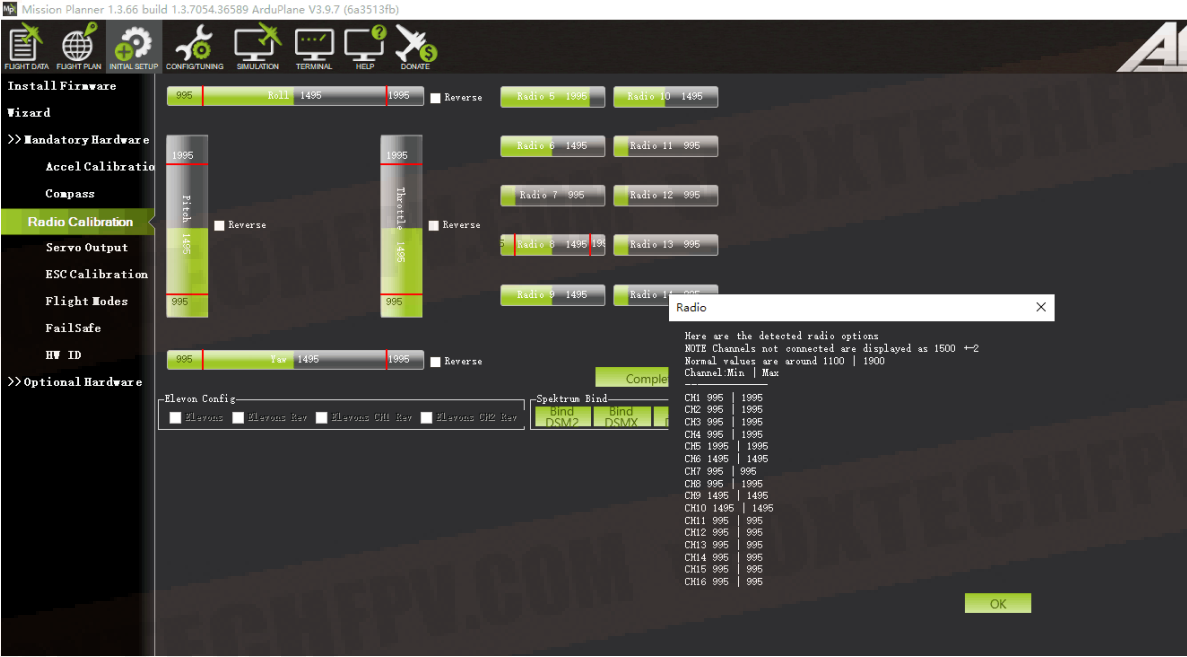 Mission Planner 1.3.66 build 1.3.7054.36589 ArduPlane V3.9.7 (6a3513fb)
FLIGHT DATA FLIGHT PLAN INITIAL SETUP CONFIG/TUNING SIMULATION TERMINAL HELP DONATE
Install Firmware
Wizard
>> Mandatory Hardware
Accel Calibratio
Compass
Radio Calibration
Servo Output
ESC Calibration
Flight Modes
FailSafe
HW ID
>> Optional Hardware
995 Roll 1495 1995 Reverse
1995
Pitch 1495
995
Reverse
1995
Throttle 1495
995
Reverse
995 Yaw 1495 1995 Reverse
Radio 5 1995 Radio 10 1495
Radio 6 1495 Radio 11 995
Radio 7 995 Radio 12 995
Radio 8 1495 Radio 13 995
Radio 9 1495
Comple
Elevon Config
Elevons Elevons Rev Elevons CH1 Rev Elevons CH2 Rev
Spektrum Bind
Bind DSM2
Bind DSMX
Radio
Here are the detected radio options
NOTE Channels not connected are displayed as 1500 +-2
Normal values are around 1100 | 1900
Channel:Min | Max
CH1 995 | 1995
CH2 995 | 1995
CH3 995 | 1995
CH4 995 | 1995
CH5 1995 | 1995
CH6 1495 | 1495
CH7 995 | 995
CH8 995 | 1995
CH9 1495 | 1495
CH10 1495 | 1495
CH11 995 | 995
CH12 995 | 995
CH13 995 | 995
CH14 995 | 995
CH15 995 | 995
CH16 995 | 995
OK